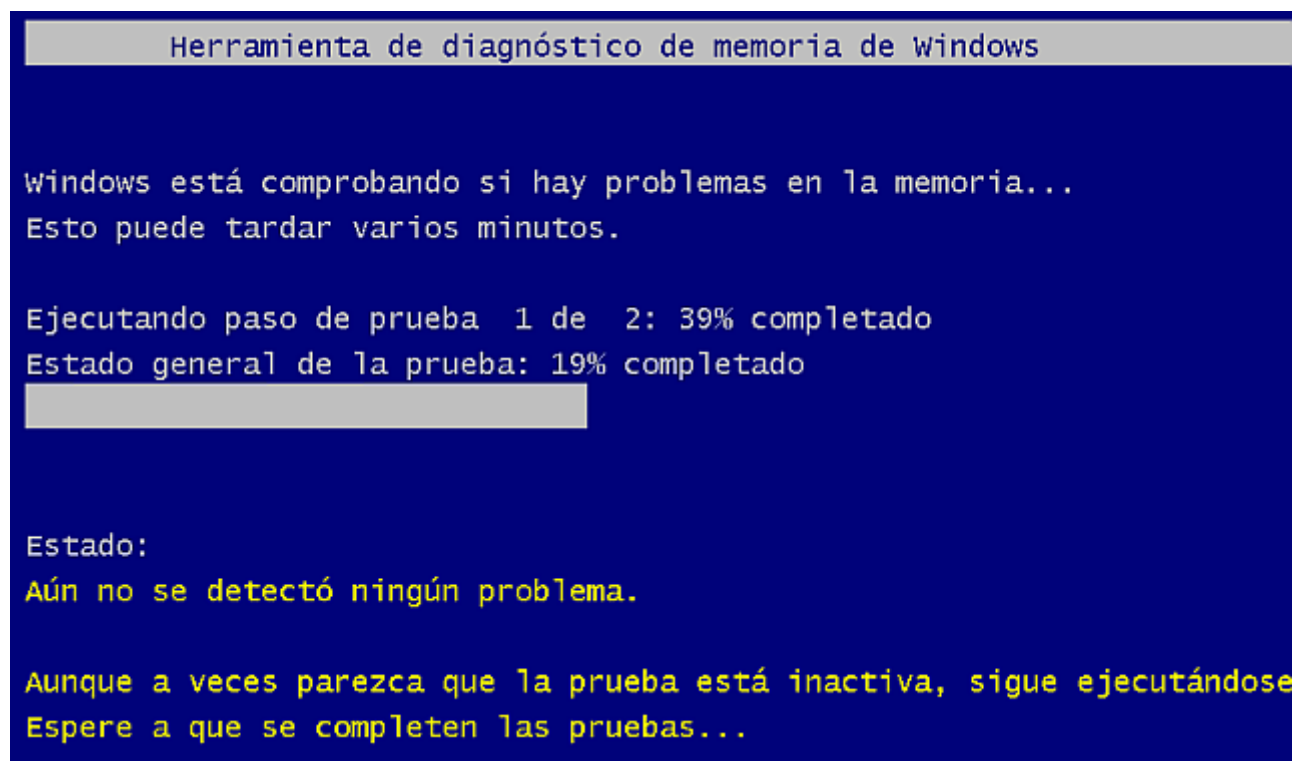 Herramienta de diagnóstico de memoria de Windows
Windows está comprobando si hay problemas en la memoria...
Esto puede tardar varios minutos.
Ejecutando paso de prueba 1 de 2: 39% completado
Estado general de la prueba: 19% completado
Estado:
Aún no se detectó ningún problema.
Aunque a veces parezca que la prueba está inactiva, sigue ejecutándose
Espere a que se completen las pruebas...